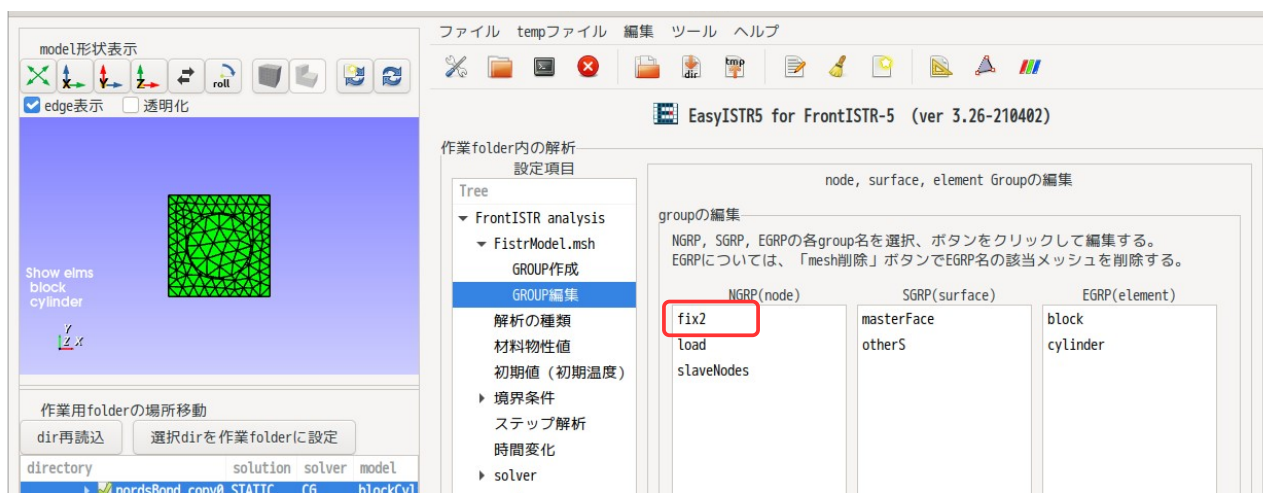 model形状表示
roll
edge表示 透明化
Show elms
block
cylinder
Y
Z X
作業用folderの場所移動
dir再読込 選択dirを作業folderに設定
directory solution solver model
STATIC CG blockCyl
ファイル tempファイル 編集 ツール ヘルプ
dir tmp
EasyISTR5 for FrontISTR-5 (ver 3.26-210402)
作業folder内の解析
設定項目
Tree
FrontISTR analysis
FistrModel.msh
GROUP作成
GROUP編集
解析の種類
材料物性値
初期値(初期温度)
境界条件
ステップ解析
時間変化
solver
node, surface, element Groupの編集
groupの編集
NGRP, SGRP, EGRPの各group名を選択、ボタンをクリックして編集する。
EGRPについては、「mesh削除」ボタンでEGRP名の該当メッシュを削除する。
NGRP(node) SGRP(surface) EGRP(element)
fix2 masterFace block
load otherS cylinder
slaveNodes